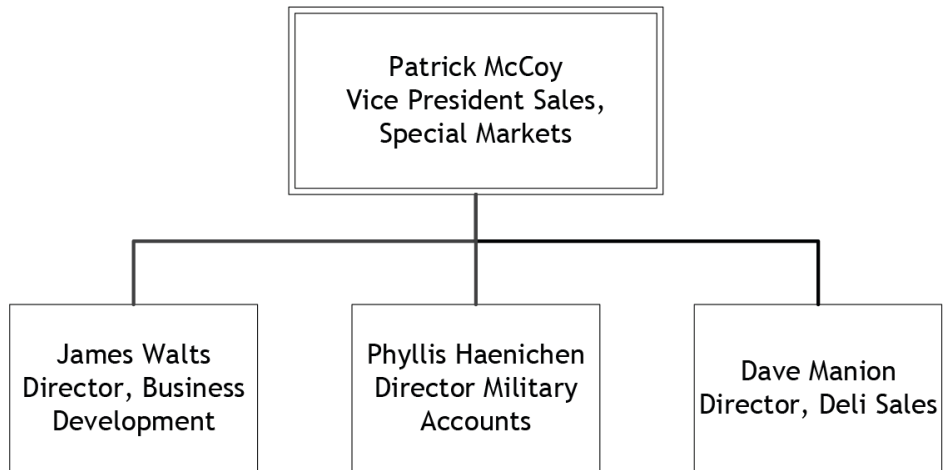 Patrick McCoy
Vice President Sales,
Special Markets
James Walts
Director, Business
Development
Phyllis Haenichen
Director Military
Accounts
Dave Manion
Director, Deli Sales